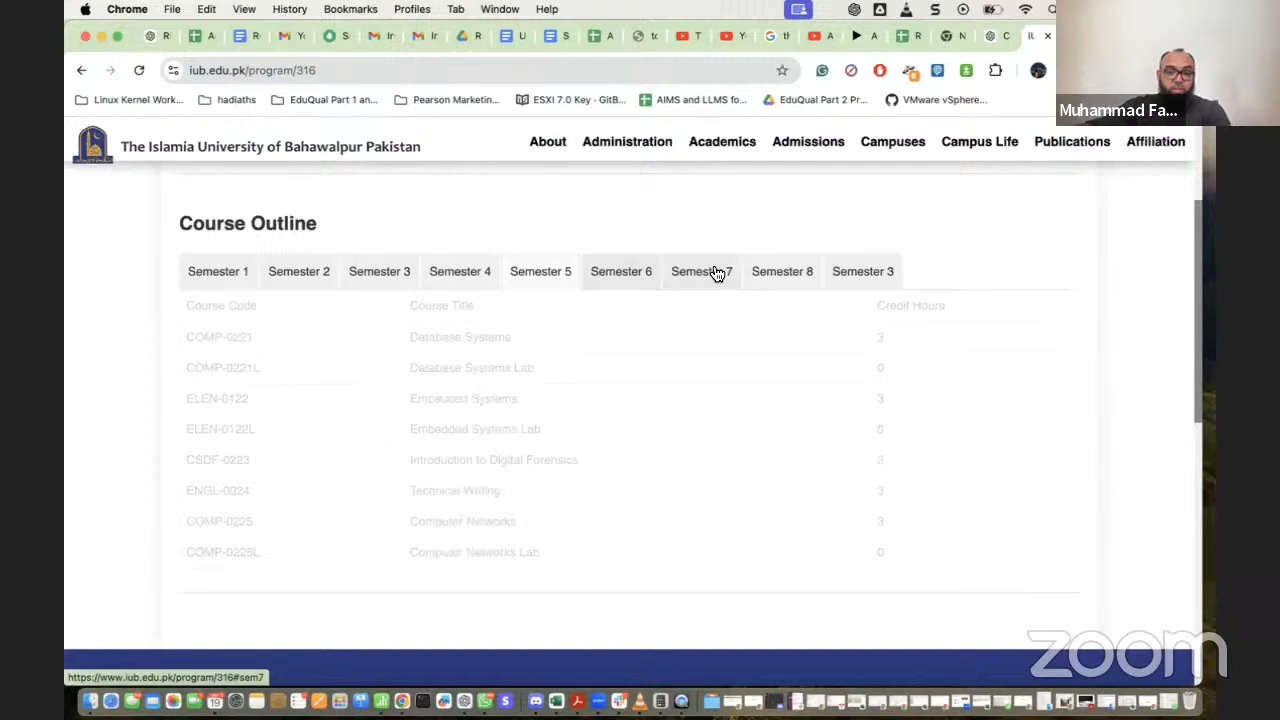 Chrome File Edit View History Bookmarks Profiles Tab Window Help
iub.edu.pk/program/316
Linux Kernel Work... hadiaths EduQual Part 1 an... Pearson Marketin... ESXI 7.0 Key · GitB... AIMS and LLMS fo... EduQual Part 2 Pr... VMware vSphere...
Muhammad Fa...
The Islamia University of Bahawalpur Pakistan
About Administration Academics Admissions Campuses Campus Life Publications Affiliation
Course Outline
Semester 1 Semester 2 Semester 3 Semester 4 Semester 5 Semester 6 Semester 7 Semester 8 Semester 3
Course Code Course Title Credit Hours
COMP-0221 Database Systems 3
COMP-0221L Database Systems Lab 0
ELEN-0122 Embedded Systems 3
ELEN-0122L Embedded Systems Lab 0
CSDF-0223 Introduction to Digital Forensics 3
ENGL-0024 Technical Writing 3
COMP-0225 Computer Networks 3
COMP-0225L Computer Networks Lab 0
https://www.iub.edu.pk/program/316#sem7
zoom